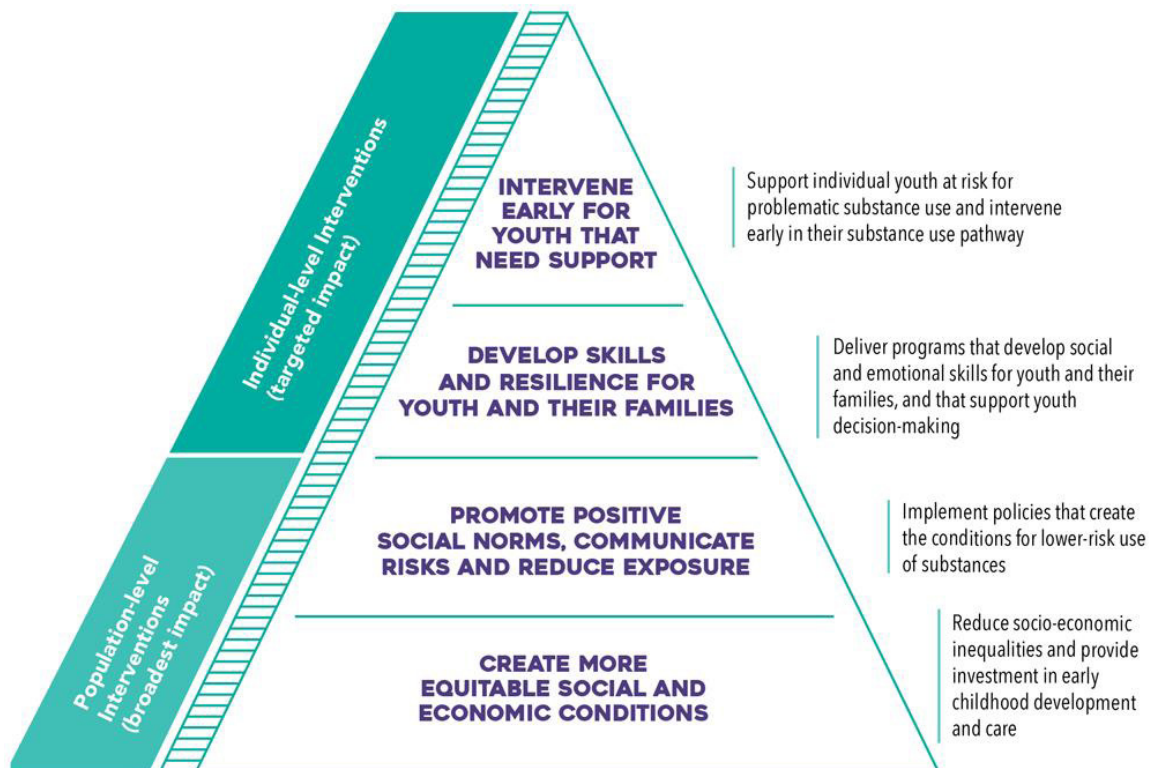 Individual-level Interventions
(targeted impact)
INTERVENE
EARLY FOR
YOUTH THAT
NEED SUPPORT
Support individual youth at risk for
problematic substance use and intervene
early in their substance use pathway
DEVELOP SKILLS
AND RESILIENCE FOR
YOUTH AND THEIR FAMILIES
Deliver programs that develop social
and emotional skills for youth and their
families, and that support youth
decision-making
Population-level
Interventions
(broadest impact)
PROMOTE POSITIVE
SOCIAL NORMS, COMMUNICATE
RISKS AND REDUCE EXPOSURE
Implement policies that create
the conditions for lower-risk use
of substances
CREATE MORE
EQUITABLE SOCIAL AND
ECONOMIC CONDITIONS
Reduce socio-economic
inequalities and provide
investment in early
childhood development
and care